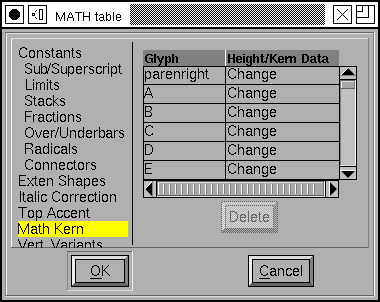 MATH table
Constants
Sub/Superscript
Limits
Stacks
Fractions
Over/Underbars
Radicals
Connectors
Exten Shapes
Italic Correction
Top Accent
Math Kern
Vert. Variants
Glyph Height/Kern Data
parenright Change
A Change
B Change
C Change
D Change
E Change
Delete
OK Cancel